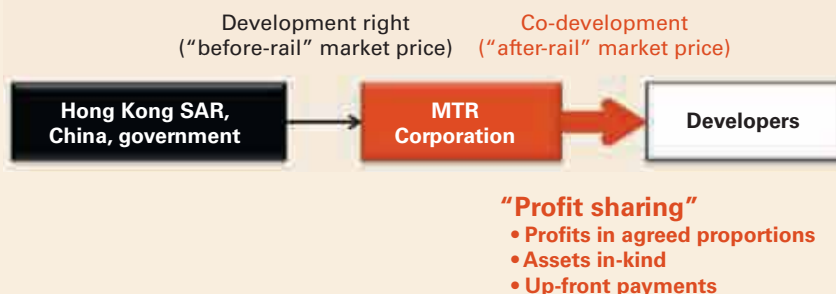 Development right
("before-rail" market price)
Co-development
("after-rail" market price)
Hong Kong SAR,
China, government
MTR
Corporation
Developers
"Profit sharing"
• Profits in agreed proportions
• Assets in-kind
• Up-front payments